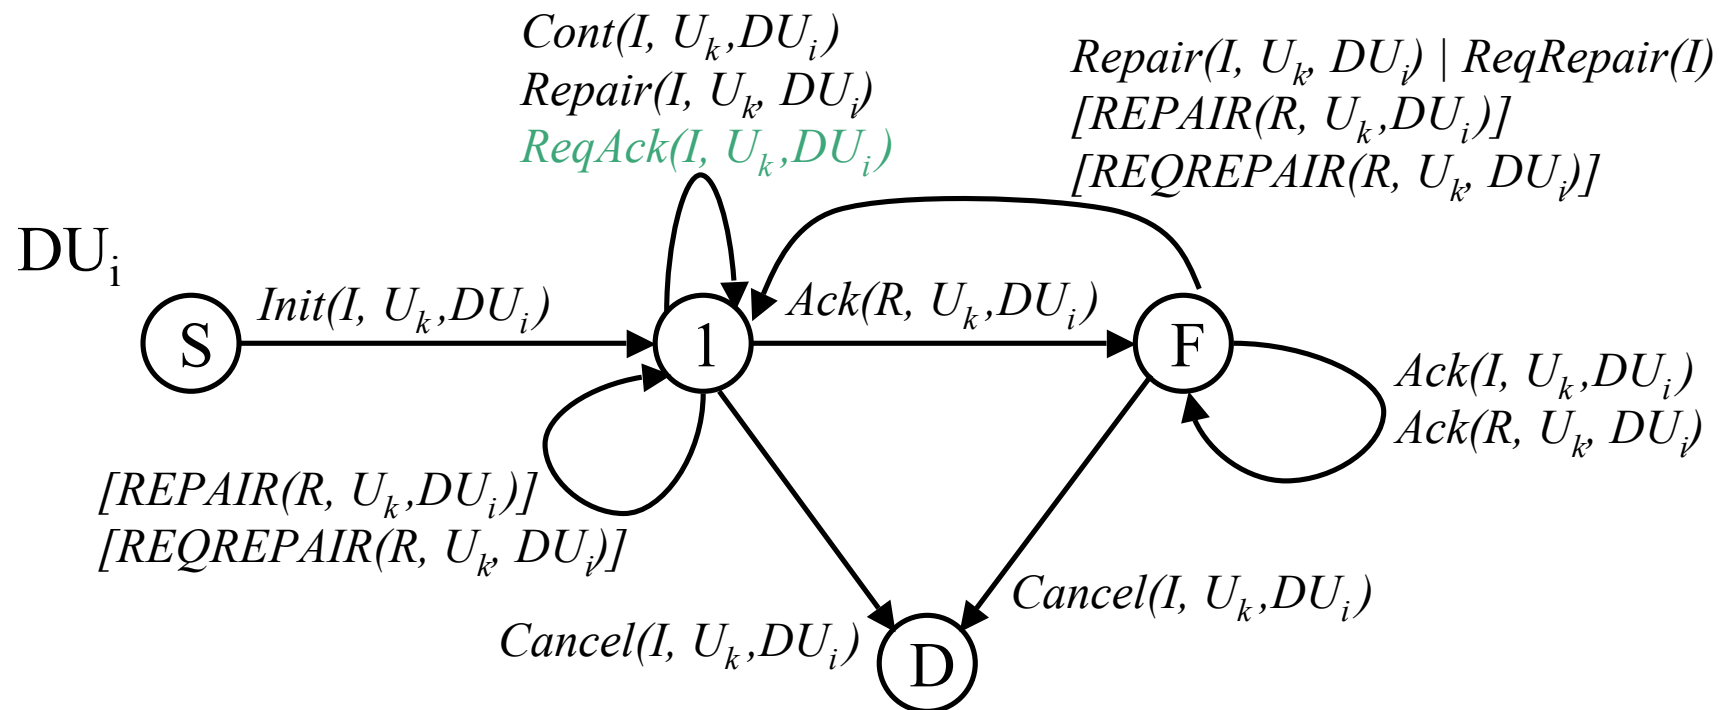 Cont(I, U_k,DU_i)
Repair(I, U_k, DU_i)
ReqAck(I, U_k,DU_i)
Repair(I, U_k, DU_i) | ReqRepair(I)
[REPAIR(R, U_k,DU_i)]
[REQREPAIR(R, U_k, DU_i)]
DU_i
S
Init(I, U_k,DU_i)
1
Ack(R, U_k,DU_i)
F
Ack(I, U_k,DU_i)
Ack(R, U_k, DU_i)
[REPAIR(R, U_k,DU_i)]
[REQREPAIR(R, U_k, DU_i)]
Cancel(I, U_k,DU_i)
D
Cancel(I, U_k,DU_i)